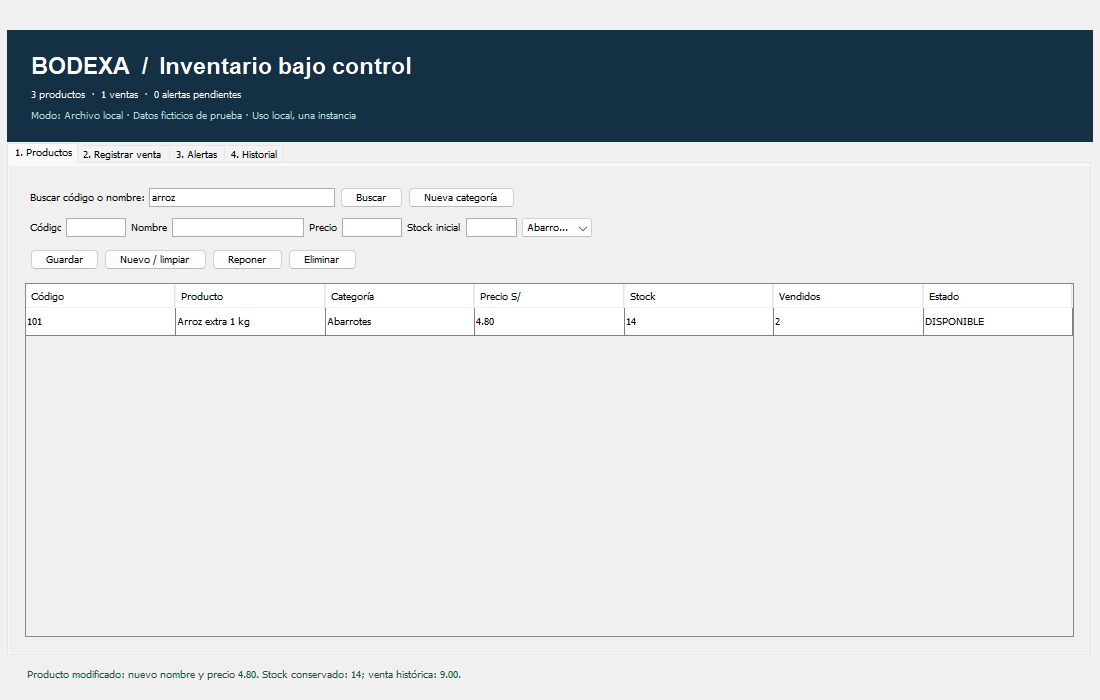 BODEXA / Inventario bajo control
3 productos · 1 ventas · 0 alertas pendientes
Modo: Archivo local · Datos ficticios de prueba · Uso local, una instancia
1. Productos 2. Registrar venta 3. Alertas 4. Historial
Buscar código o nombre: arroz Buscar Nueva categoría
Código Nombre Precio Stock inicial Abarro...
Guardar Nuevo / limpiar Reponer Eliminar
Código Producto Categoría Precio S/ Stock Vendidos Estado
101 Arroz extra 1 kg Abarrotes 4.80 14 2 DISPONIBLE
Producto modificado: nuevo nombre y precio 4.80. Stock conservado: 14; venta histórica: 9.00.